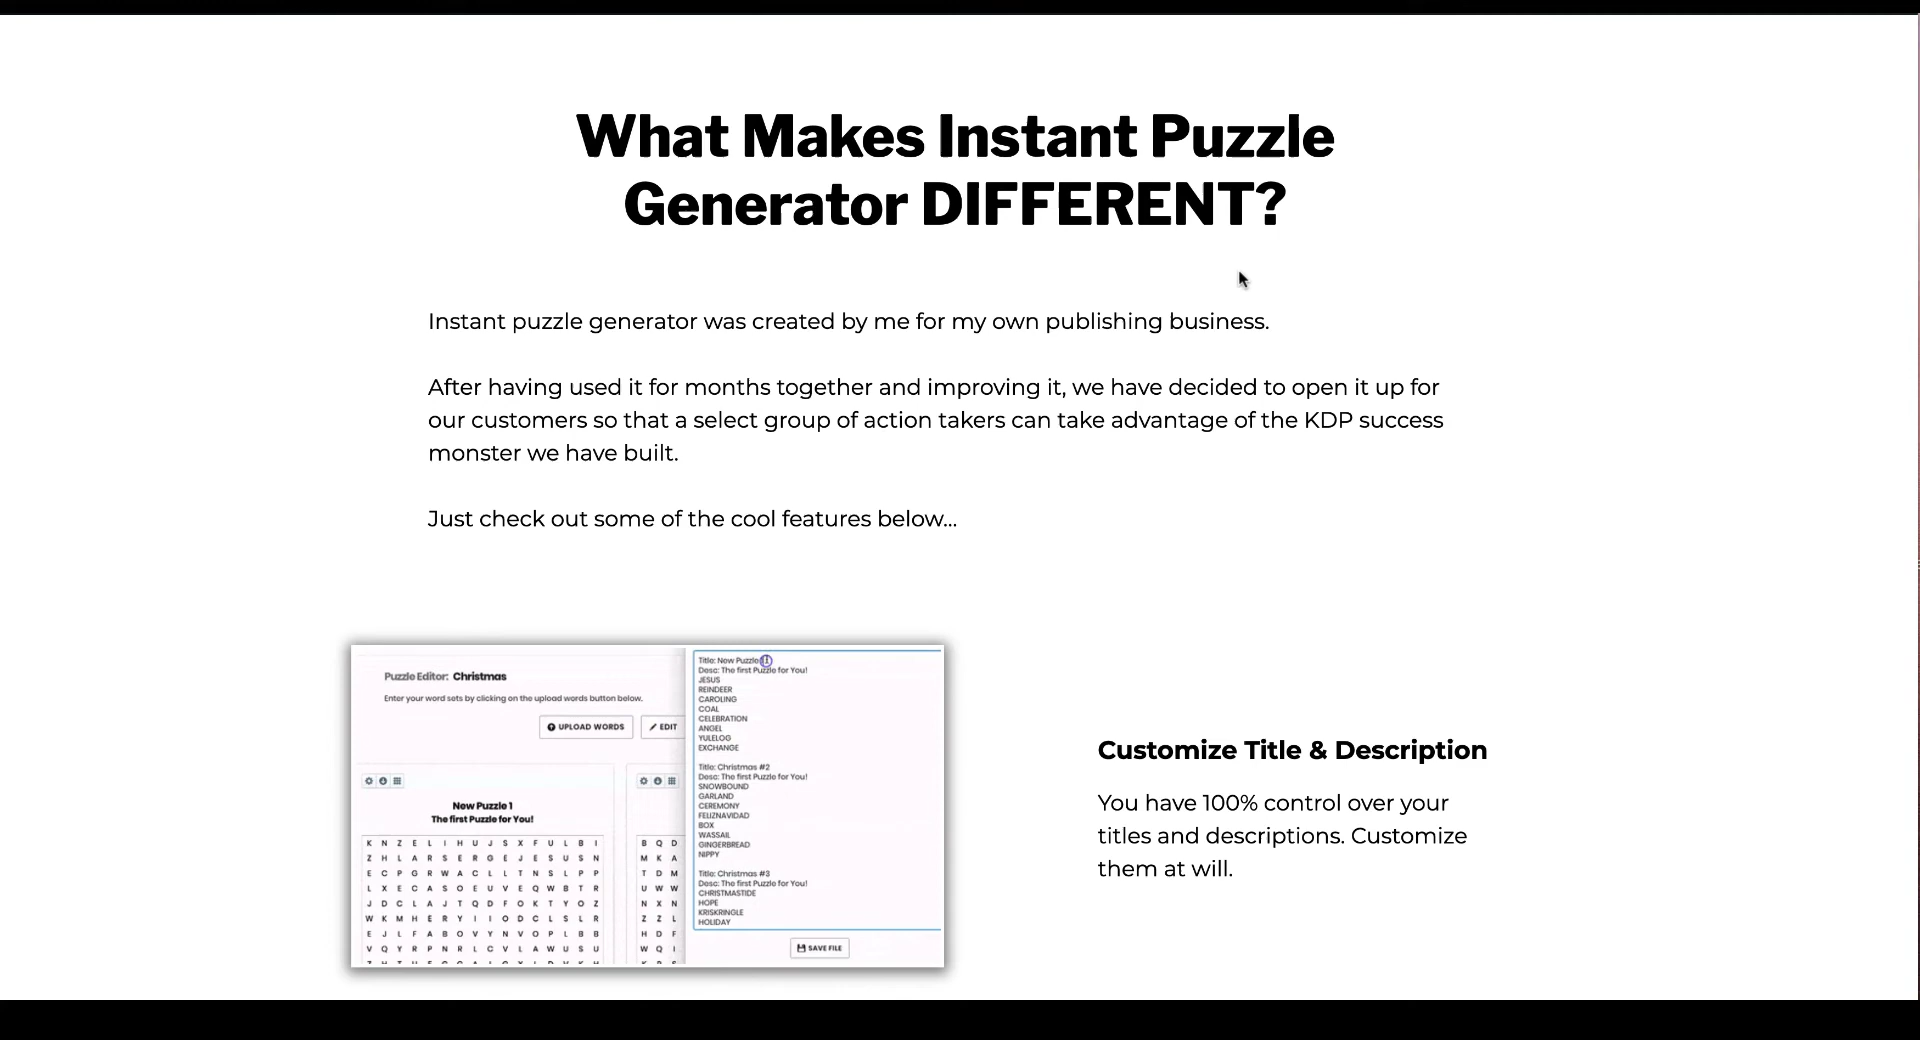 What Makes Instant Puzzle
Generator DIFFERENT?
Instant puzzle generator was created by me for my own publishing business.
After having used it for months together and improving it, we have decided to open it up for
our customers so that a select group of action takers can take advantage of the KDP success
monster we have built.
Just check out some of the cool features below...
Puzzle Editor: Christmas
Enter your word sets by clicking on the upload words button below.
UPLOAD WORDS
EDIT
New Puzzle 1
The first Puzzle for You!
K N Z E L I H U J S X F U L B I
Z H L A R S E R G E J E S U S N
E C P G R W A C L L T N S L P P
L X E C A S O E U V E Q W B T R
J D C L A J T Q D F O K T Y O Z
W K M H E R Y I I O D C L S L R
E J L F A B O V Y N V O P L B B
V Q Y R P N R L C V L A W U S U
B Q D
M K A
T D M
U W W
N X N
Z Z L
H D F
W Q I
Title: New Puzzle
Desc: The first Puzzle for You!
JESUS
REINDEER
CAROLING
COAL
CELEBRATION
ANGEL
YULELOG
EXCHANGE
Title: Christmas #2
Desc: The first Puzzle for You!
SNOWBOUND
GARLAND
CEREMONY
FELIZNAVIDAD
BOX
WASSAIL
GINGERBREAD
NIPPY
Title: Christmas #3
Desc: The first Puzzle for You!
CHRISTMASTIDE
HOPE
KRISKRINGLE
HOLIDAY
SAVE FILE
Customize Title & Description
You have 100% control over your
titles and descriptions. Customize
them at will.